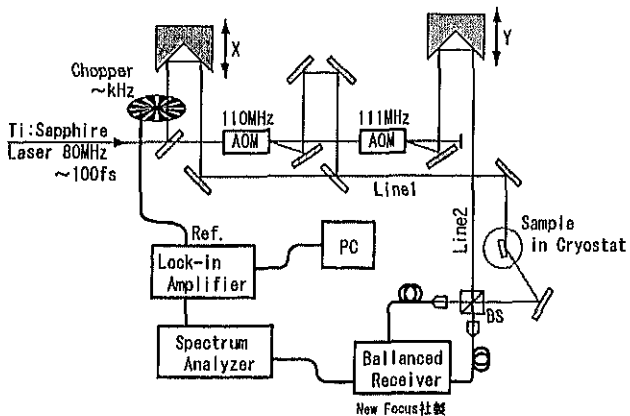 X
Y
Chopper
~kHz
110MHz
111MHz
AOM
AOM
Ti:Sapphire
Laser 80MHz
~100fs
Line1
Line2
Sample
in Cryostat
Ref.
Lock-in
Amplifier
PC
BS
Spectrum
Analyzer
Ballanced
Receiver
New Focus社製